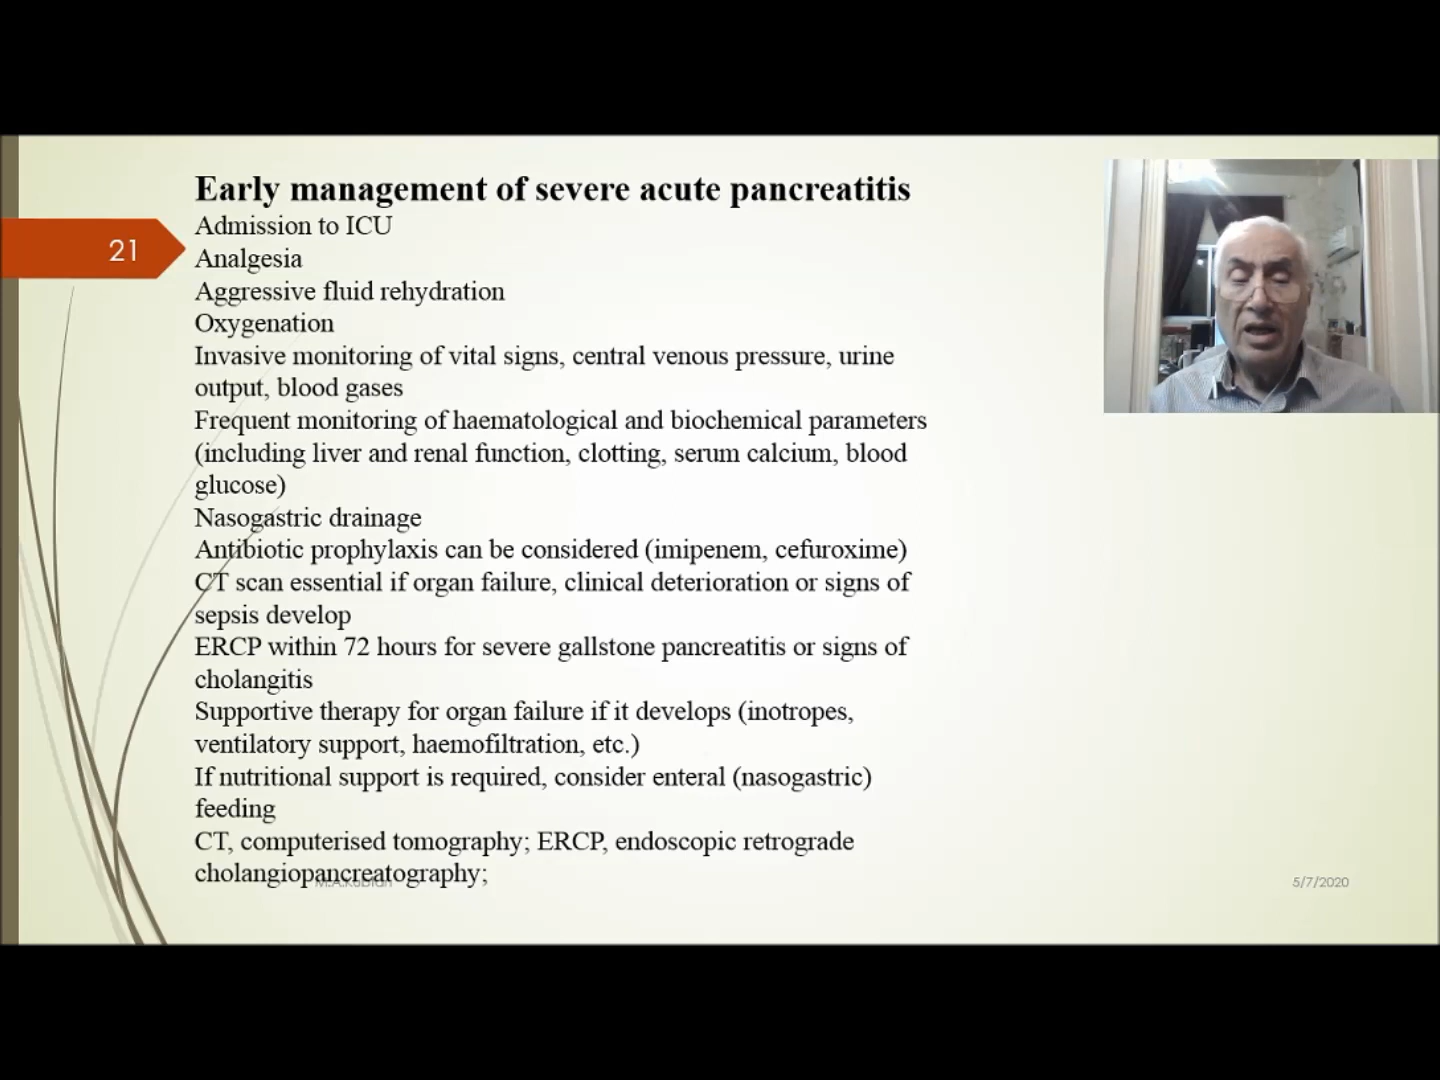 Early management of severe acute pancreatitis
21
Admission to ICU
Analgesia
Aggressive fluid rehydration
Oxygenation
Invasive monitoring of vital signs, central venous pressure, urine
output, blood gases
Frequent monitoring of haematological and biochemical parameters
(including liver and renal function, clotting, serum calcium, blood
glucose)
Nasogastric drainage
Antibiotic prophylaxis can be considered (imipenem, cefuroxime)
CT scan essential if organ failure, clinical deterioration or signs of
sepsis develop
ERCP within 72 hours for severe gallstone pancreatitis or signs of
cholangitis
Supportive therapy for organ failure if it develops (inotropes,
ventilatory support, haemofiltration, etc.)
If nutritional support is required, consider enteral (nasogastric)
feeding
CT, computerised tomography; ERCP, endoscopic retrograde
cholangiopancreatography;
5/7/2020